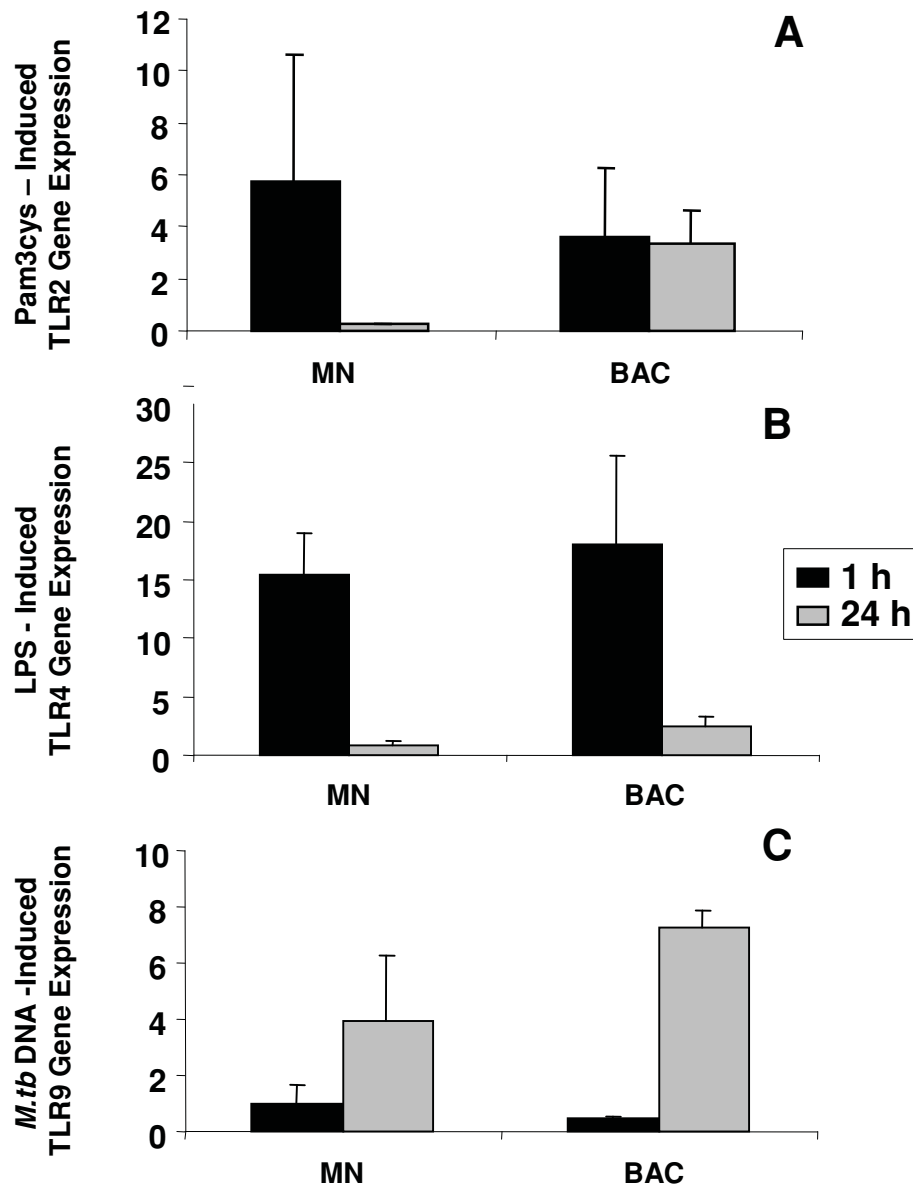 A
Pam3cys – Induced
TLR2 Gene Expression
12
10
8
6
4
2
0
MN
BAC
B
LPS - Induced
TLR4 Gene Expression
30
25
20
15
10
5
0
MN
BAC
1 h
24 h
C
M.tb DNA -Induced
TLR9 Gene Expression
10
8
6
4
2
0
MN
BAC